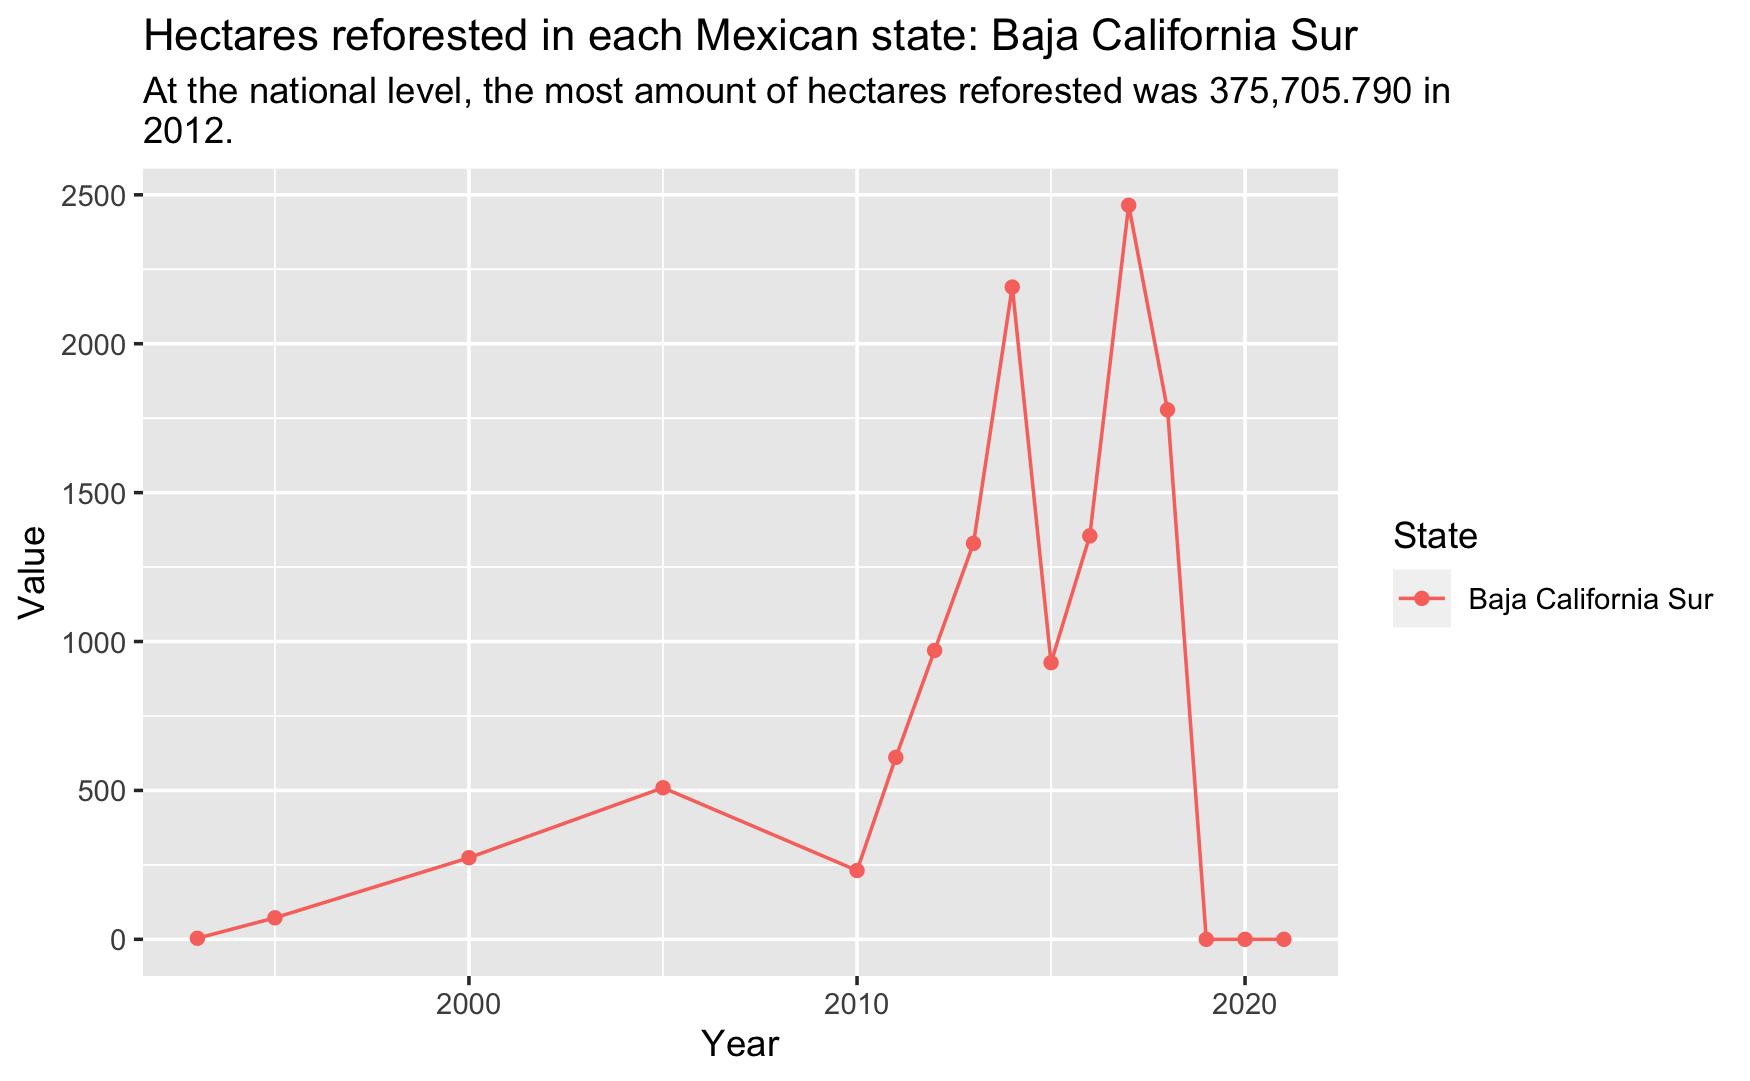 Hectares reforested in each Mexican state: Baja California Sur
At the national level, the most amount of hectares reforested was 375,705.790 in
2012.
2500
2000
1500
1000
500
0
Value
2000
2010
2020
Year
State
Baja California Sur